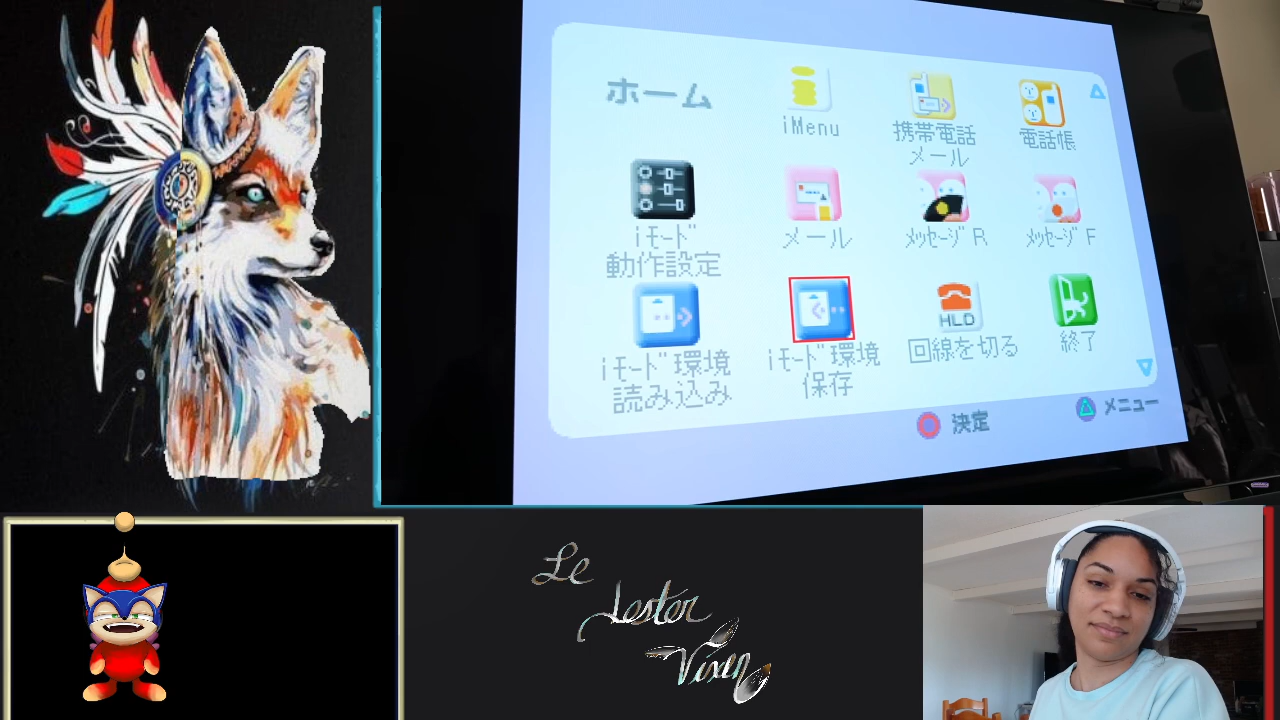 ホーム
iMenu
携帯電話
メール
電話帳
iモード
動作設定
メール
メッセージR
メッセージF
iモード環境
読み込み
iモード環境
保存
HLD
回線を切る
終了
決定
メニュー
Le
Jester
Vixen